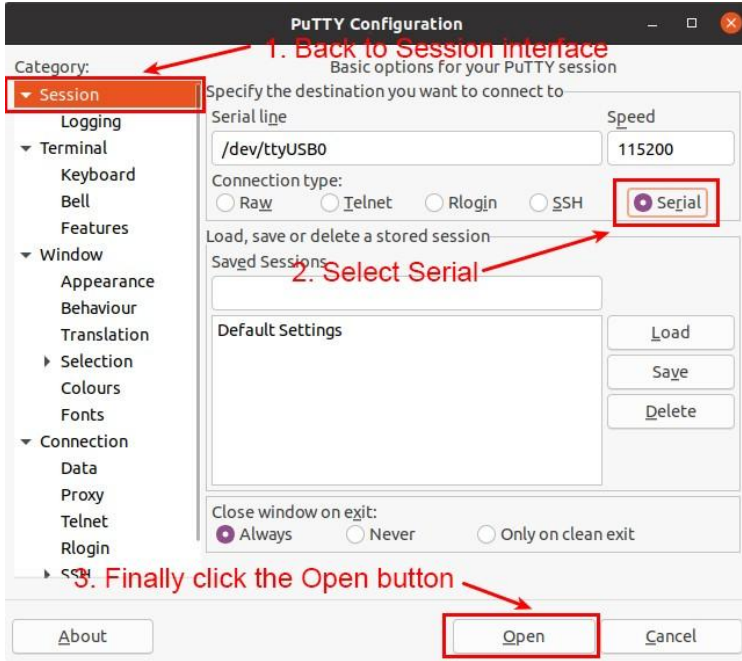 PuTTY Configuration
1. Back to Session interface
Category:
Basic options for your PuTTY session
Session
Logging
Terminal
Keyboard
Bell
Features
Window
Appearance
Behaviour
Translation
Selection
Colours
Fonts
Connection
Data
Proxy
Telnet
Rlogin
SSH
Specify the destination you want to connect to
Serial line
Speed
/dev/ttyUSB0
115200
Connection type:
Raw
Telnet
Rlogin
SSH
Serial
Load, save or delete a stored session
Saved Sessions
2. Select Serial
Default Settings
Load
Save
Delete
Close window on exit:
Always
Never
Only on clean exit
3. Finally click the Open button
About
Open
Cancel